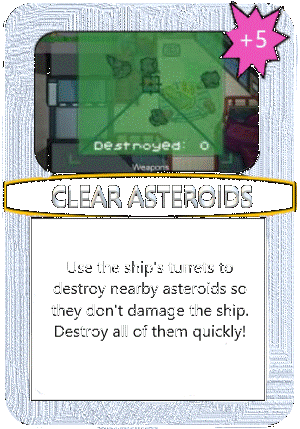 +5
Destroyed: 0
Weapons
CLEAR ASTEROIDS
Use the ship's turrets to
destroy nearby asteroids so
they don't damage the ship.
Destroy all of them quickly!